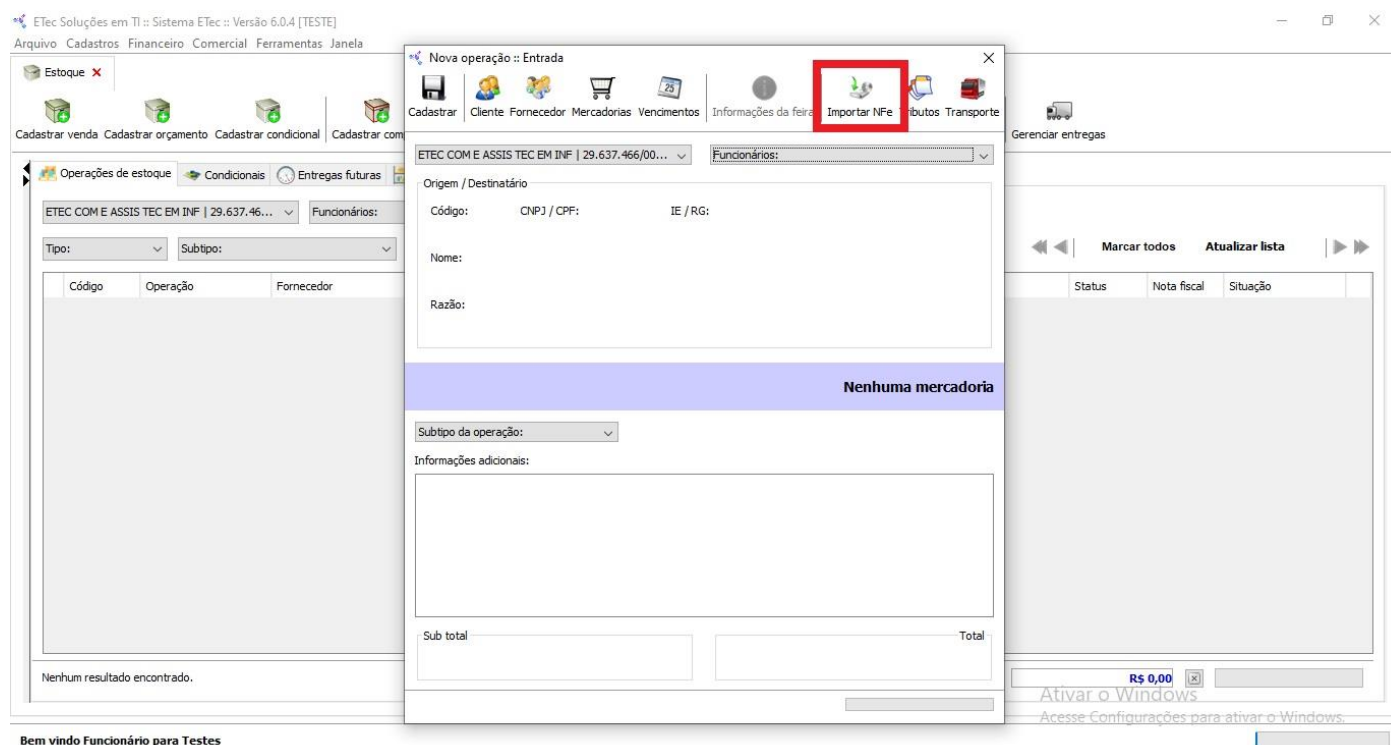 ETec Soluções em TI :: Sistema ETec :: Versão 6.0.4 [TESTE]
Arquivo Cadastros Financeiro Comercial Ferramentas Janela
Estoque
Cadastrar venda Cadastrar orçamento Cadastrar condicional Cadastrar com
Gerenciar entregas
Operações de estoque Condicionais Entregas futuras
ETEC COM E ASSIS TEC EM INF | 29.637.46... Funcionários:
Tipo: Subtipo:
Marcar todos Atualizar lista
Código Operação Fornecedor
Status Nota fiscal Situação
Nova operação :: Entrada
25
Cadastrar Cliente Fornecedor Mercadorias Vencimentos Informações da feira Importar NFe Tributos Transporte
ETEC COM E ASSIS TEC EM INF | 29.637.466/00... Funcionários:
Origem / Destinatário
Código: CNPJ / CPF: IE / RG:
Nome:
Razão:
Nenhuma mercadoria
Subtipo da operação:
Informações adicionais:
Sub total Total
Nenhum resultado encontrado.
R$ 0,00
Ativar o Windows
Acesse Configurações para ativar o Windows.
Bem vindo Funcionário para Testes